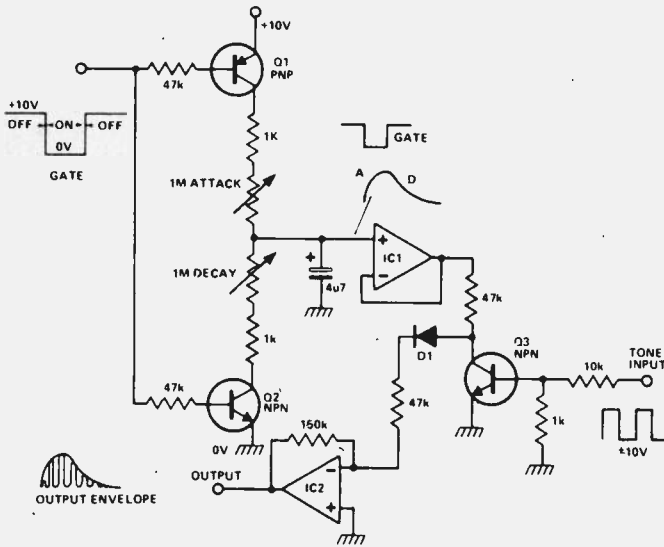 +10V
Q1
PNP
47k
+10V
OFF ON OFF
0V
GATE
1K
GATE
1M ATTACK
A
D
+
IC1
−
+
4u7
1M DECAY
47k
1k
D1
Q3
NPN
TONE
INPUT
10k
47k
1k
±10V
47k
Q2
NPN
0V
150k
OUTPUT
−
IC2
+
OUTPUT ENVELOPE